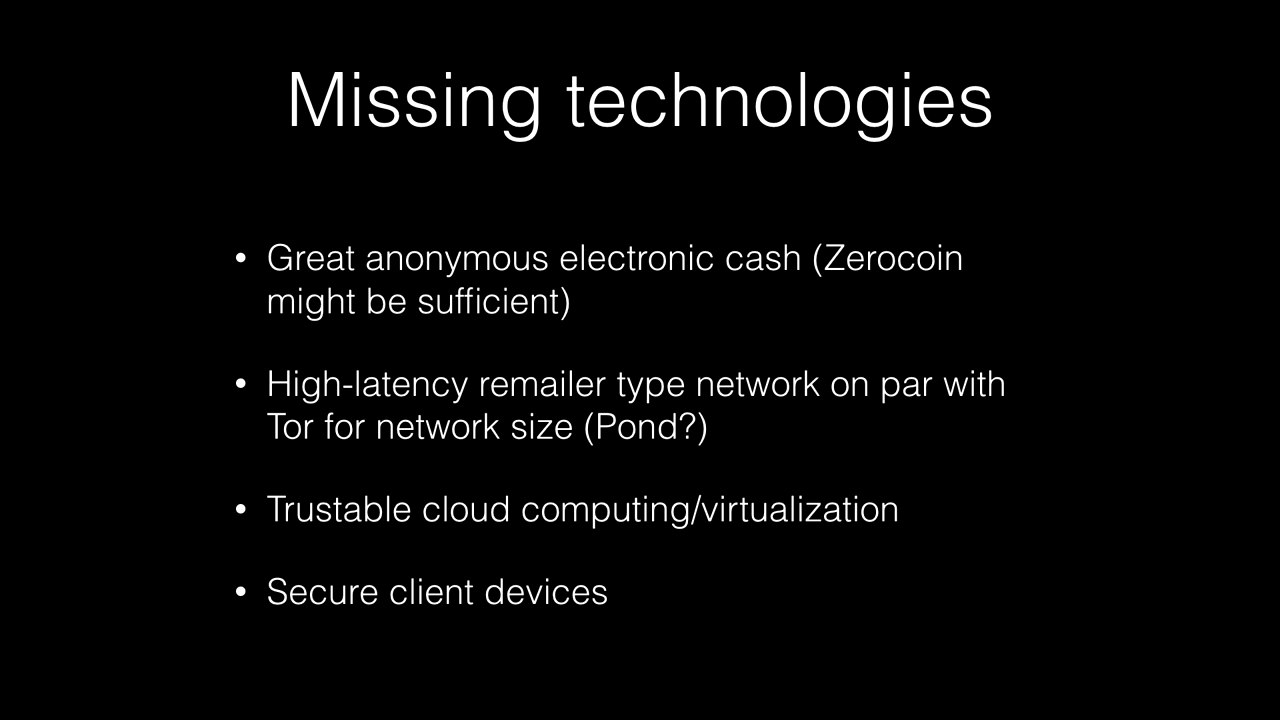 Missing technologies
• Great anonymous electronic cash (Zerocoin
might be sufficient)
• High-latency remailer type network on par with
Tor for network size (Pond?)
• Trustable cloud computing/virtualization
• Secure client devices